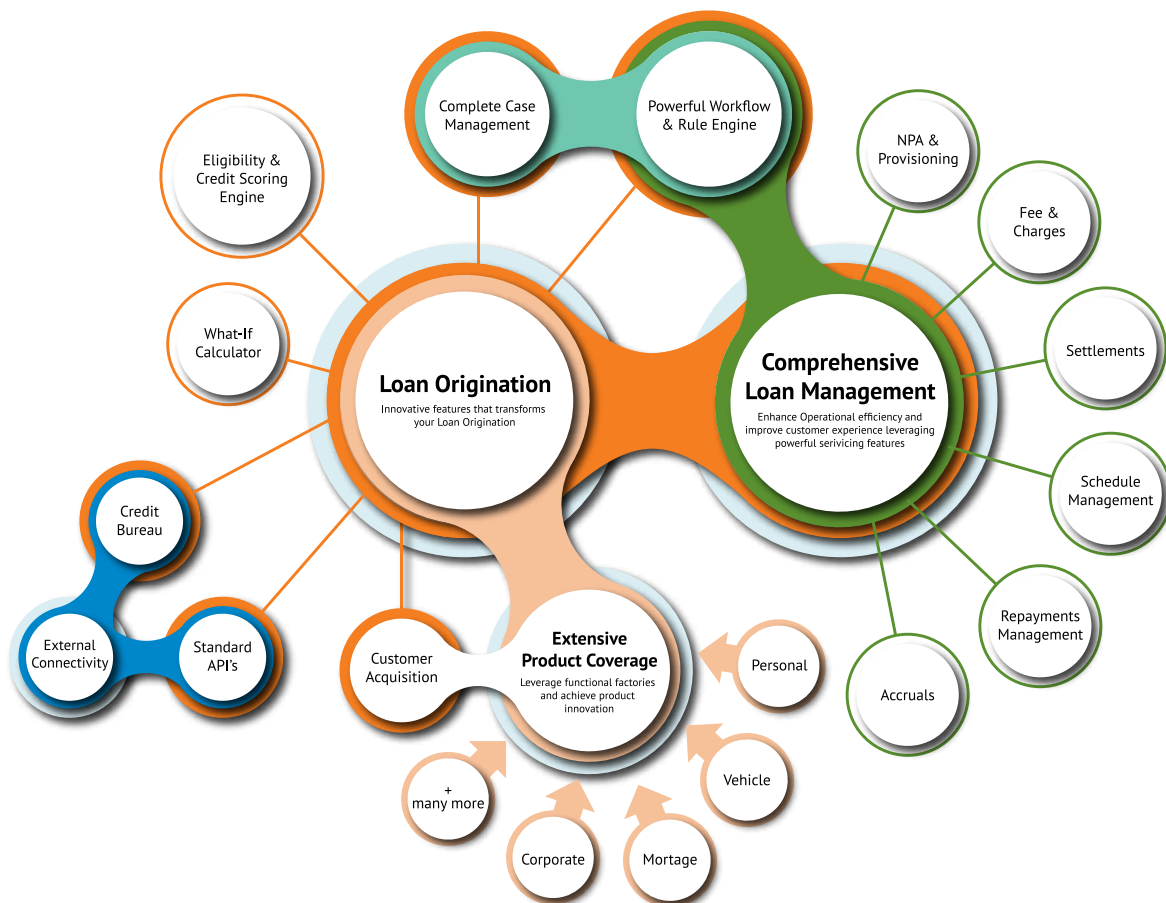 Complete Case
Management
Powerful Workflow
& Rule Engine
NPA &
Provisioning
Eligibility &
Credit Scoring
Engine
Fee &
Charges
What-If
Calculator
Settlements
Loan Origination
Innovative features that transforms
your Loan Origination
Comprehensive
Loan Management
Enhance Operational efficiency and
improve customer experience leveraging
powerful serivicing features
Schedule
Management
Credit
Bureau
External
Connectivity
Standard
API's
Customer
Acquisition
Extensive
Product Coverage
Leverage functional factories
and achieve product
innovation
Repayments
Management
Personal
Accruals
Vehicle
+
many more
Corporate
Mortage